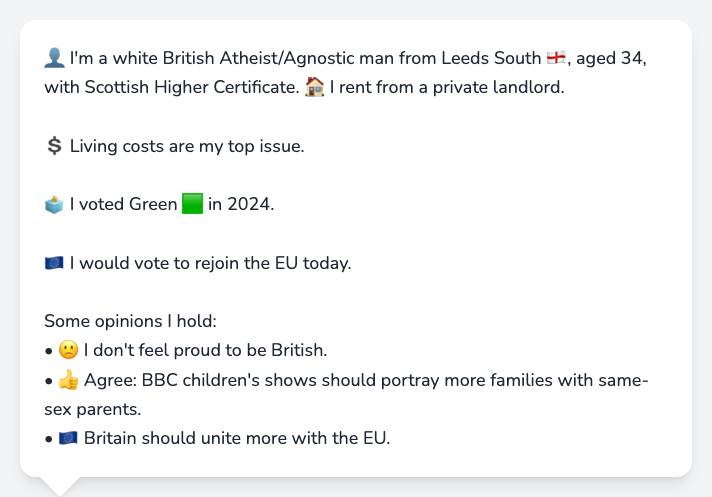 👤 I'm a white British Atheist/Agnostic man from Leeds South 🏴󠁧󠁢󠁥󠁮󠁧󠁿, aged 34,
with Scottish Higher Certificate. 🏠 I rent from a private landlord.
💲 Living costs are my top issue.
🗳️ I voted Green 🟩 in 2024.
🇪🇺 I would vote to rejoin the EU today.
Some opinions I hold:
• 🙁 I don't feel proud to be British.
• 👍 Agree: BBC children's shows should portray more families with same-
sex parents.
• 🇪🇺 Britain should unite more with the EU.